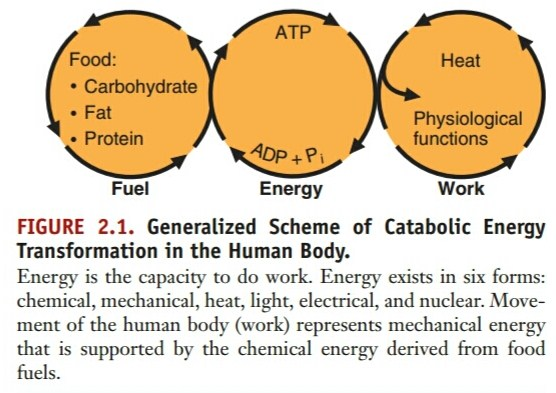 Food:
• Carbohydrate
• Fat
• Protein
Fuel
ATP
ADP + Pi
Energy
Heat
Physiological
functions
Work
FIGURE 2.1. Generalized Scheme of Catabolic Energy
Transformation in the Human Body.
Energy is the capacity to do work. Energy exists in six forms:
chemical, mechanical, heat, light, electrical, and nuclear. Move-
ment of the human body (work) represents mechanical energy
that is supported by the chemical energy derived from food
fuels.